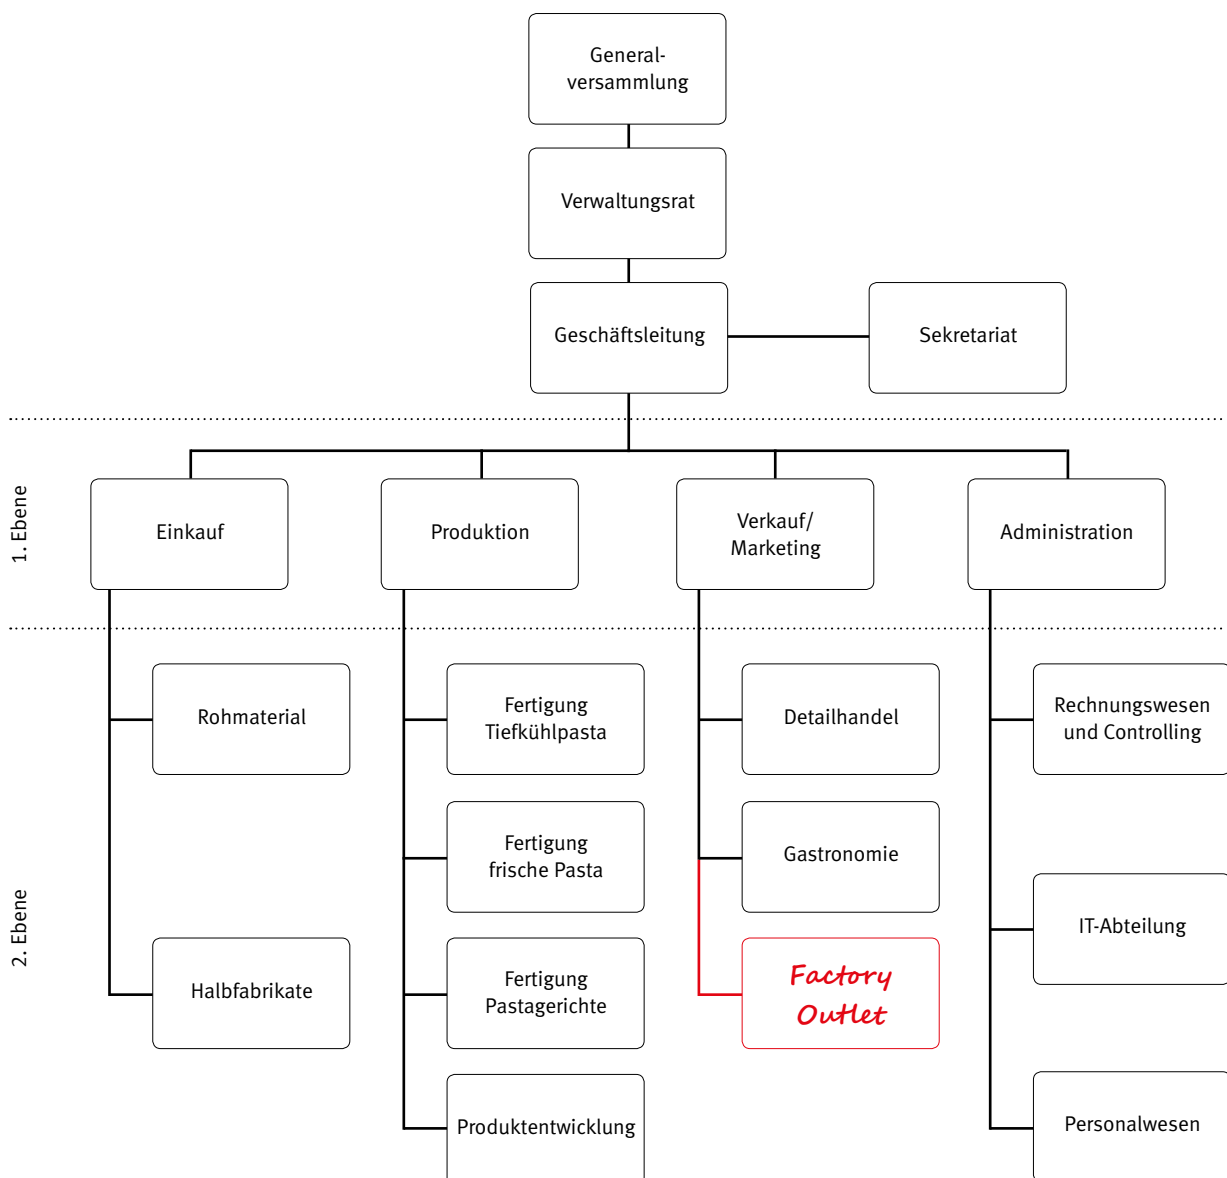 General-
versammlung
Verwaltungsrat
Geschäftsleitung
Sekretariat
1. Ebene
Einkauf
Produktion
Verkauf/
Marketing
Administration
2. Ebene
Rohmaterial
Halbfabrikate
Fertigung
Tiefkühlpasta
Fertigung
frische Pasta
Fertigung
Pastagerichte
Produktentwicklung
Detailhandel
Gastronomie
Factory
Outlet
Rechnungswesen
und Controlling
IT-Abteilung
Personalwesen